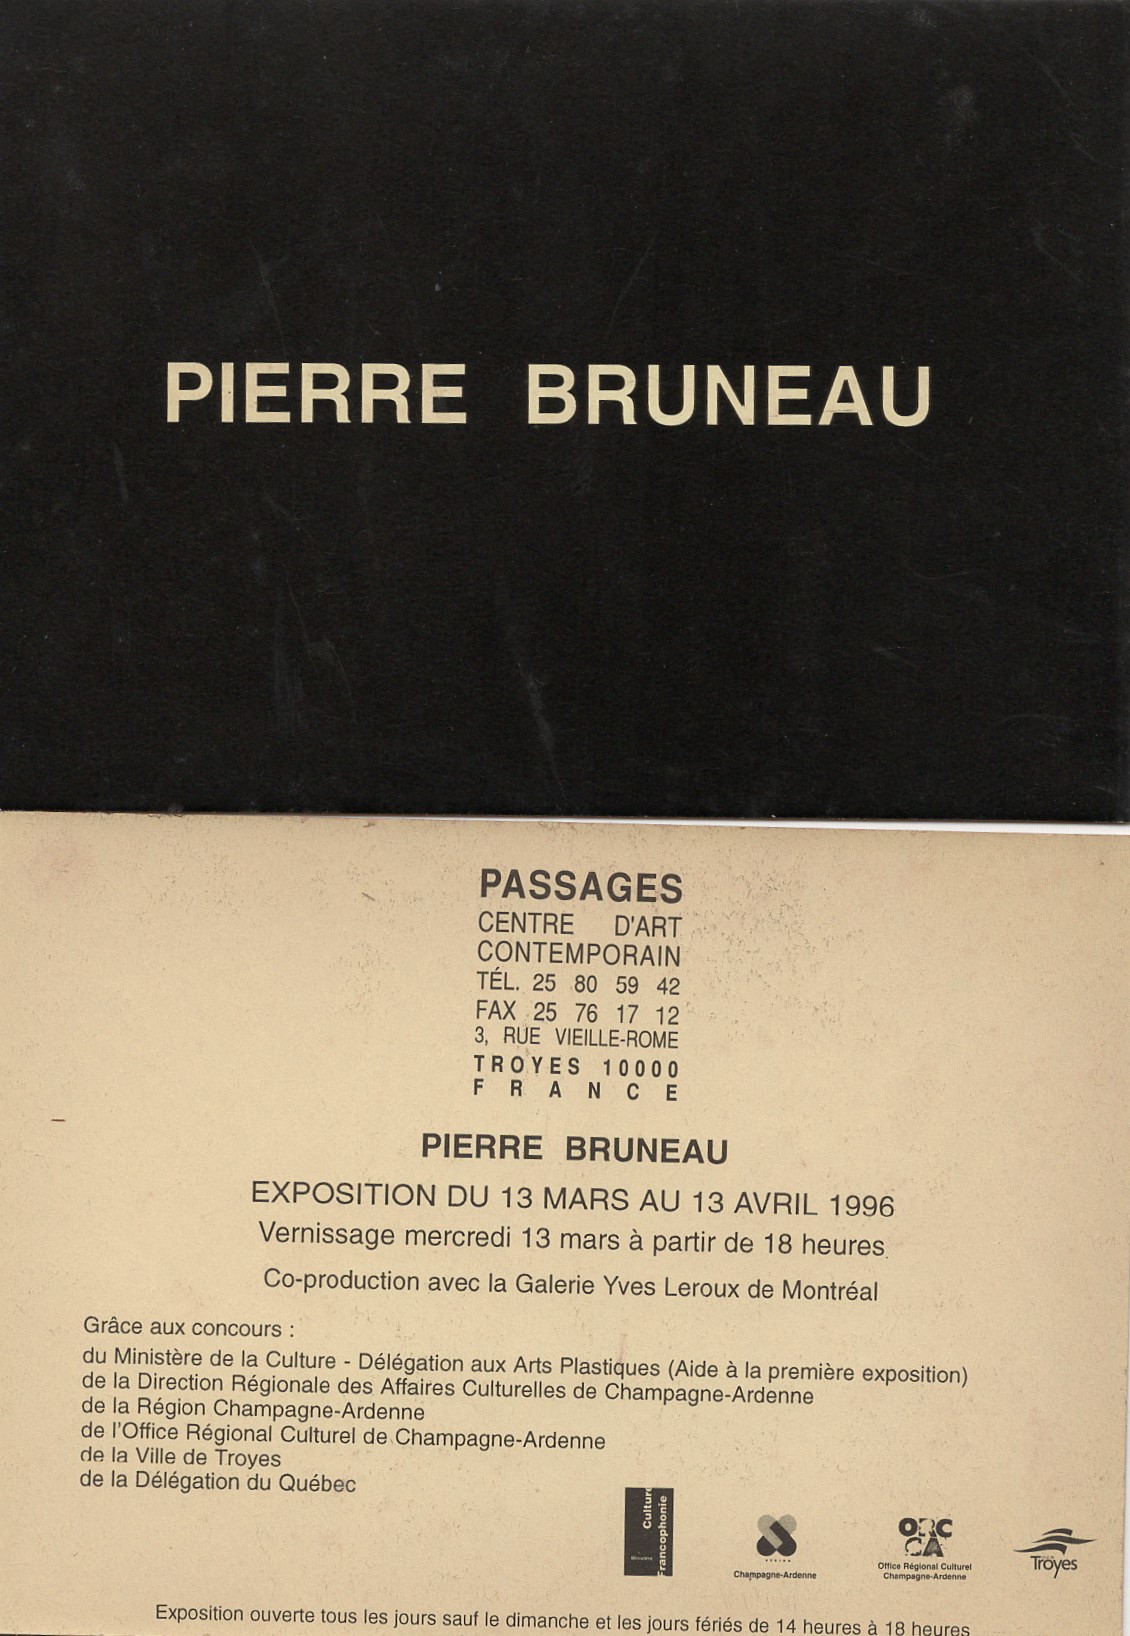 PIERRE BRUNEAU
PASSAGES
CENTRE D'ART
CONTEMPORAIN
TÉL. 25 80 59 42
FAX 25 76 17 12
3, RUE VIEILLE-ROME
TROYES 10000
FRANCE
PIERRE BRUNEAU
EXPOSITION DU 13 MARS AU 13 AVRIL 1996
Vernissage mercredi 13 mars à partir de 18 heures
Co-production avec la Galerie Yves Leroux de Montréal
Grâce aux concours :
du Ministère de la Culture - Délégation aux Arts Plastiques (Aide à la première exposition)
de la Direction Régionale des Affaires Culturelles de Champagne-Ardenne
de la Région Champagne-Ardenne
de l'Office Régional Culturel de Champagne-Ardenne
de la Ville de Troyes
de la Délégation du Québec
Ministère
Culture
Francophonie
RÉGION
Champagne-Ardenne
ORCCA
Office Régional Culturel
Champagne-Ardenne
Troyes
Exposition ouverte tous les jours sauf le dimanche et les jours fériés de 14 heures à 18 heures